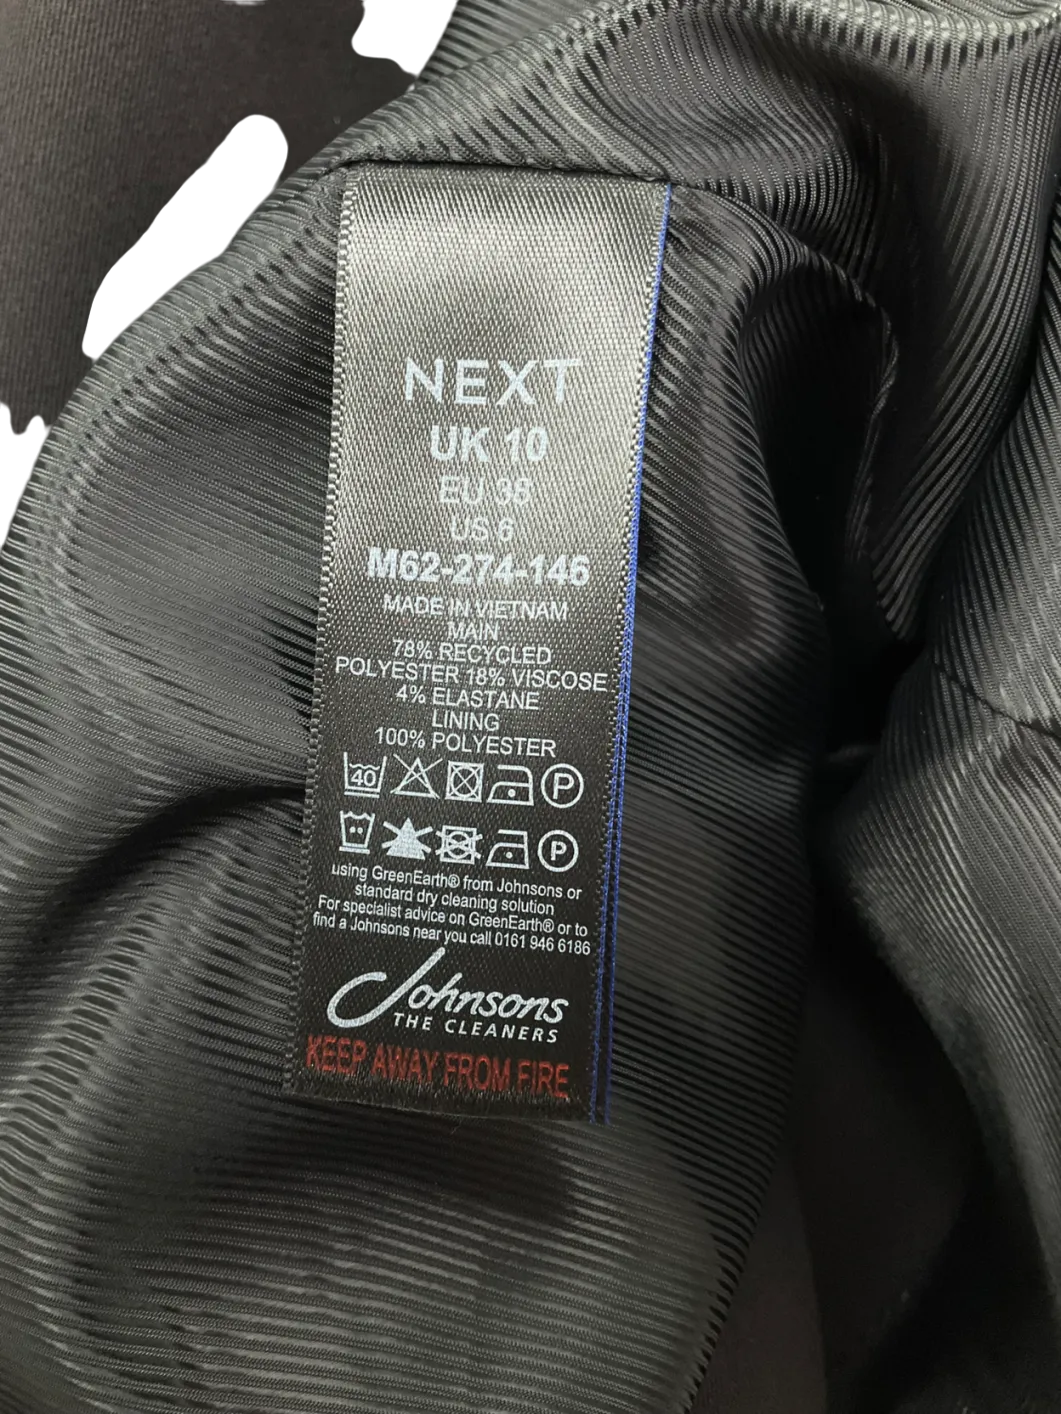 NEXT
UK 10
EU 38
US 6
M62-274-146
MADE IN VIETNAM
MAIN
78% RECYCLED
POLYESTER 18% VISCOSE
4% ELASTANE
LINING
100% POLYESTER
40 P
P
using GreenEarth® from Johnsons or
standard dry cleaning solution
For specialist advice on GreenEarth® or to
find a Johnsons near you call 0161 946 6186
Johnsons
THE CLEANERS
KEEP AWAY FROM FIRE